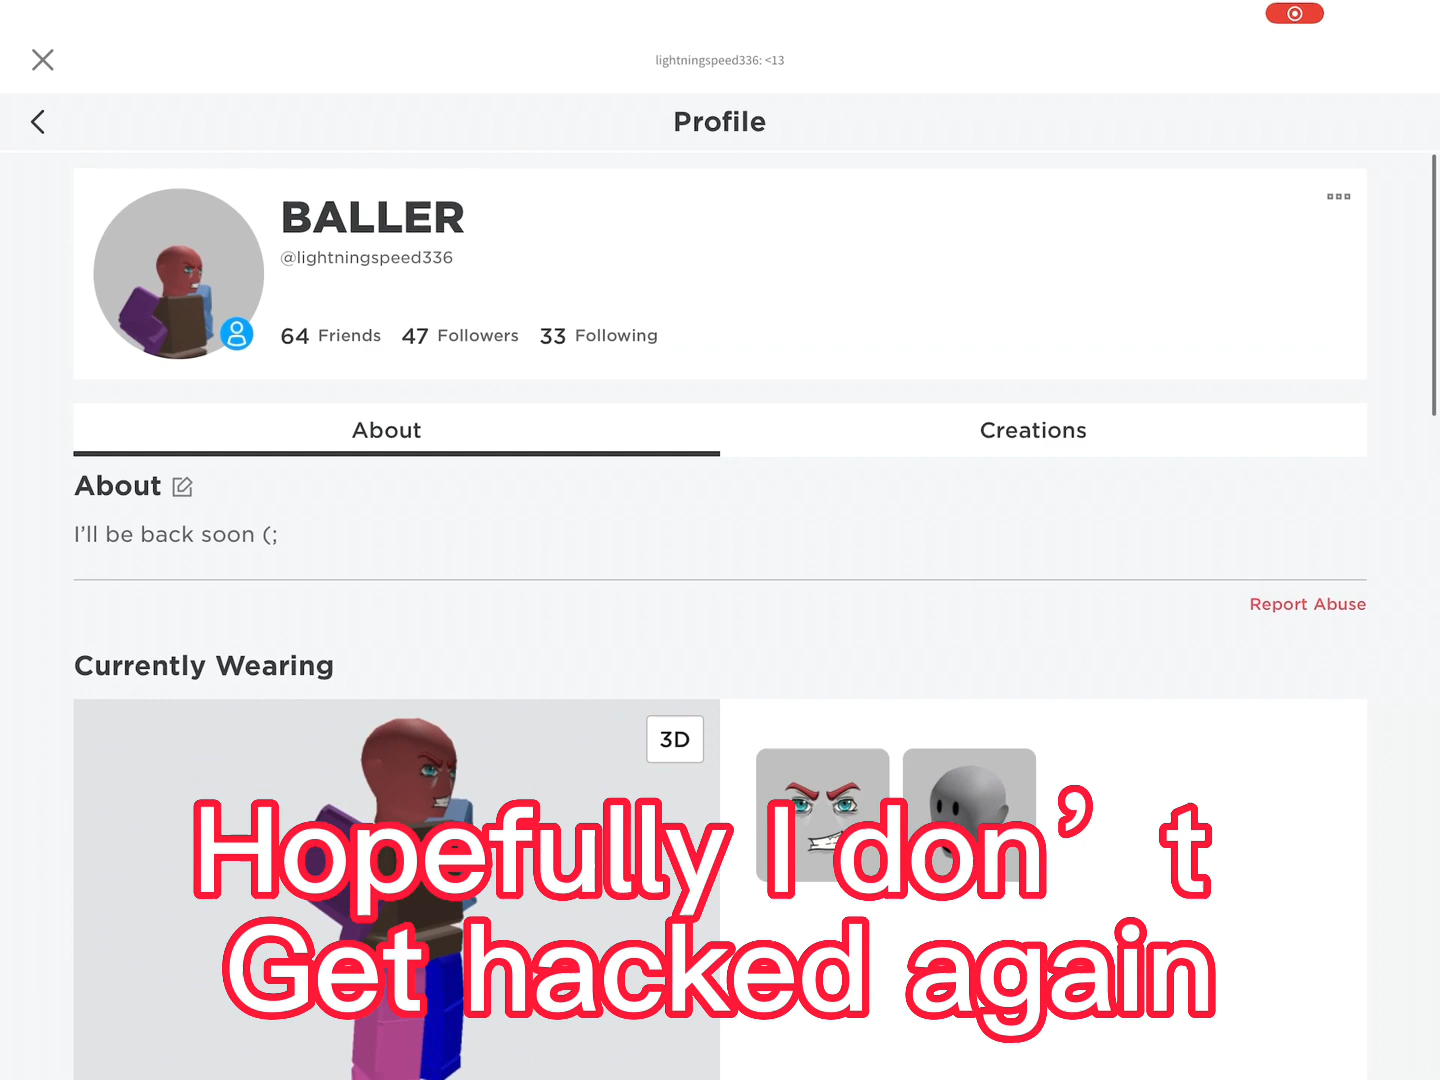 lightningspeed336: <13
Profile
BALLER
@lightningspeed336
64 Friends 47 Followers 33 Following
About Creations
About
I’ll be back soon (;
Report Abuse
Currently Wearing
3D
Hopefully I don’t
Get hacked again